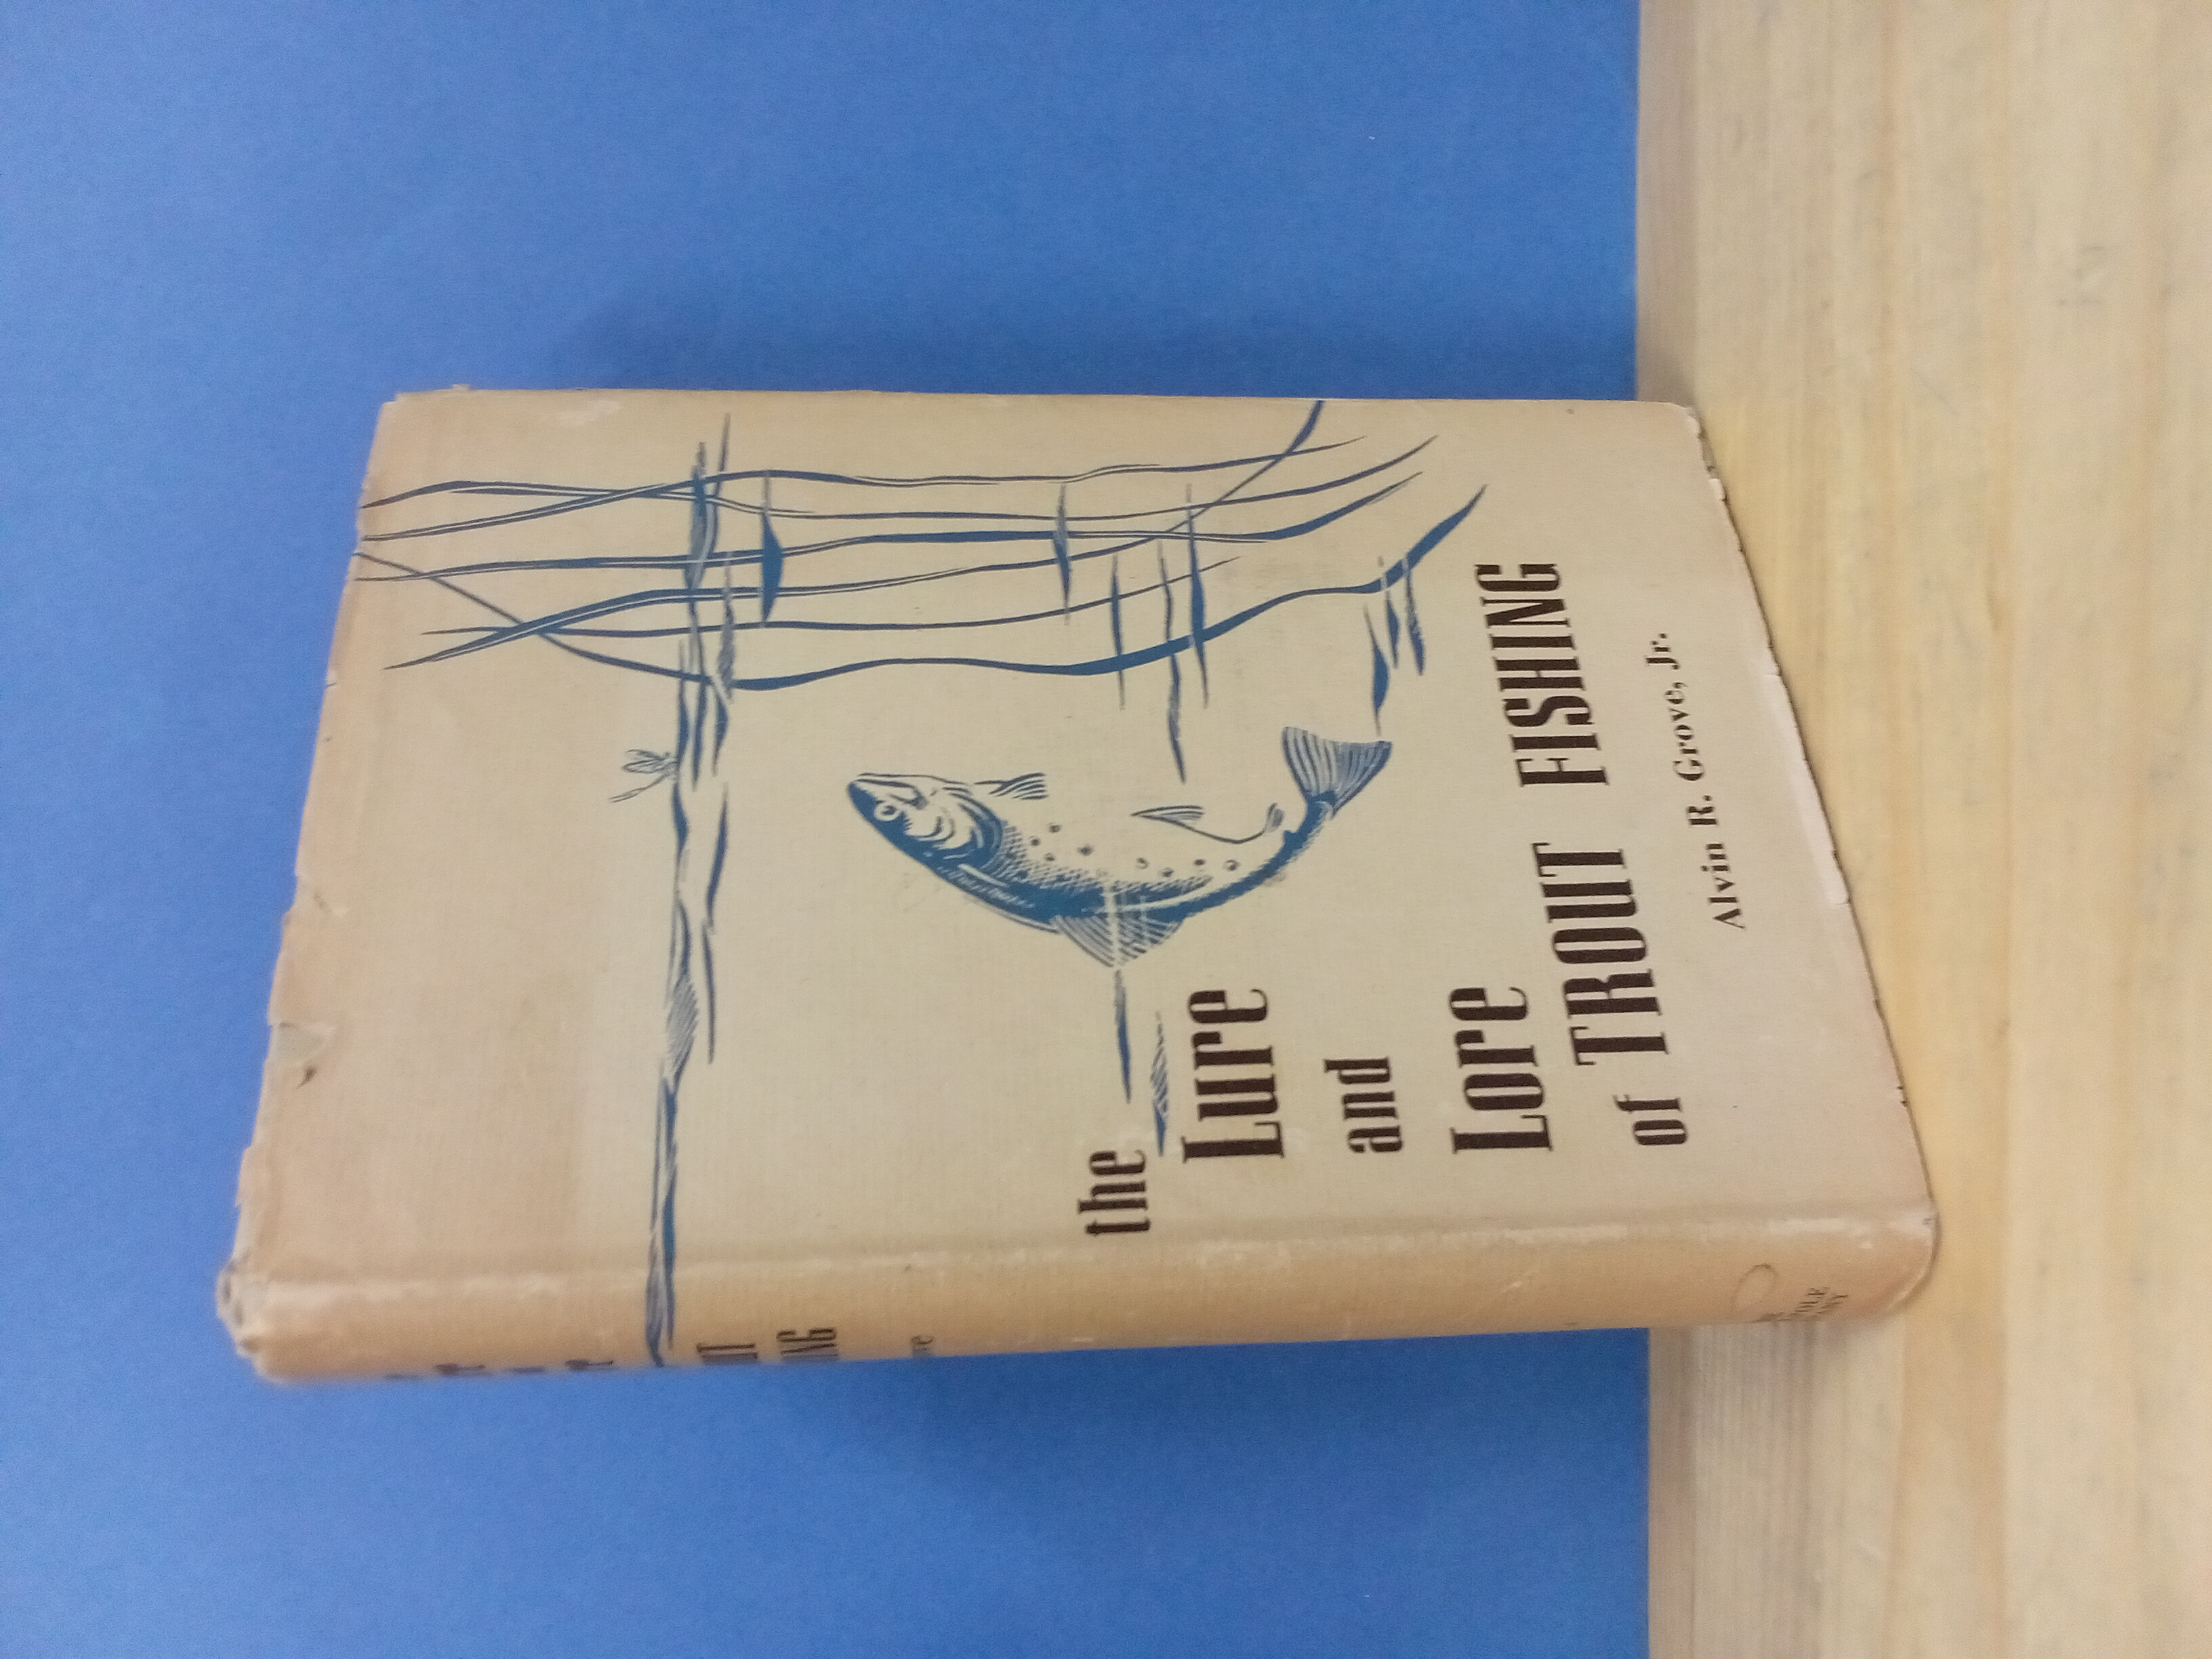 the
Lure
and
Lore
of TROUT FISHING
Alvin R. Grove, Jr.